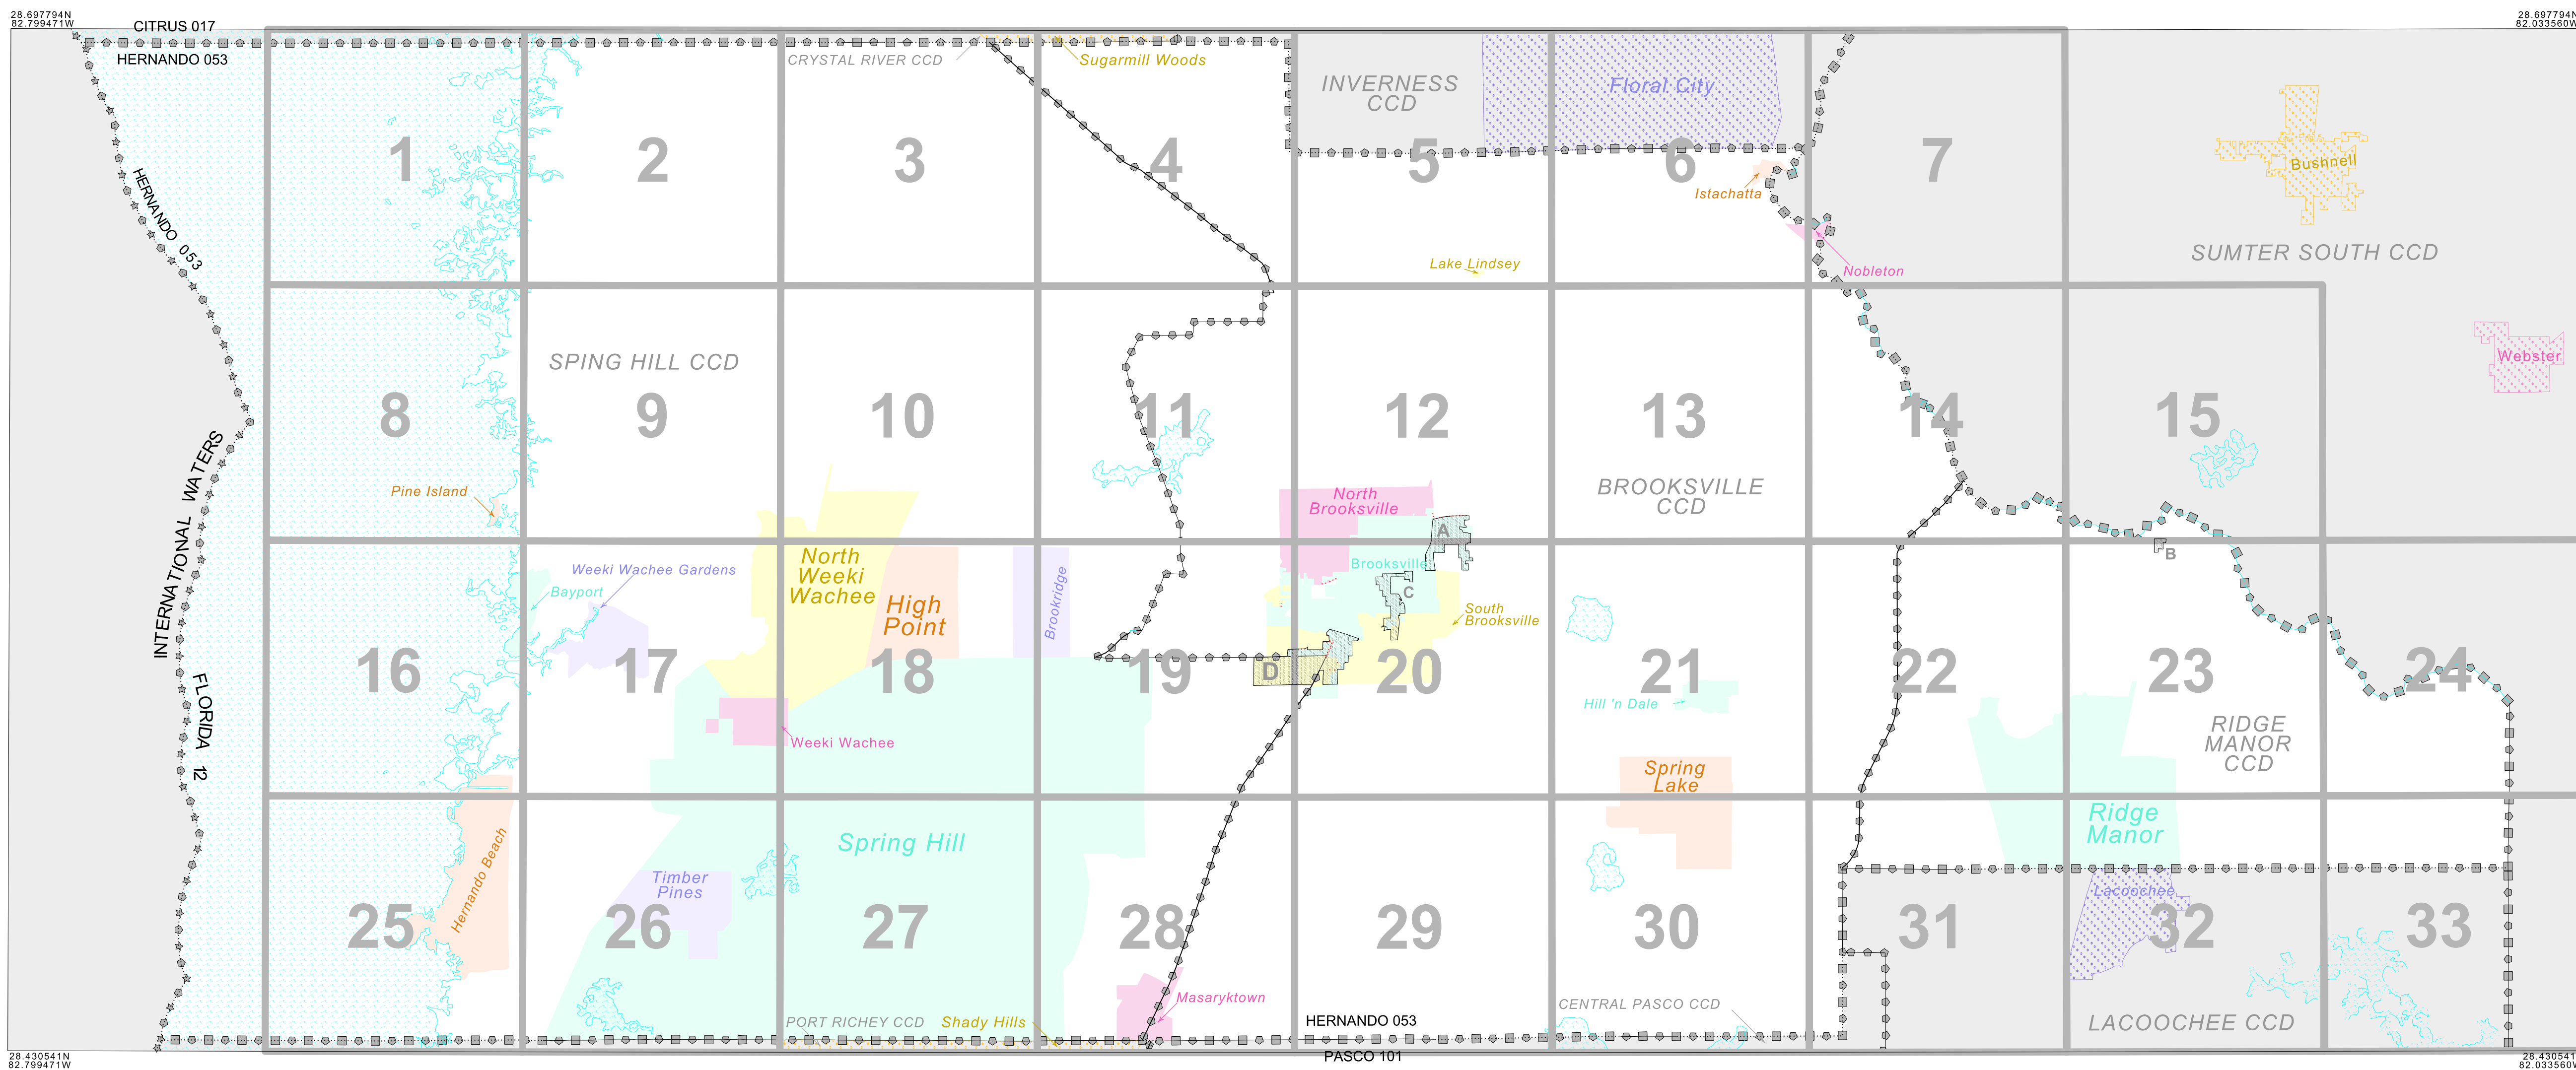 28.697794N
82.799471W
28.697794N
82.033560W
CITRUS 017
HERNANDO 053
CRYSTAL RIVER CCD
Sugarmill Woods
INVERNESS
CCD
Floral City
1
2
3
4
5
6
7
Bushnell
HERNANDO 053
Istachatta
SUMTER SOUTH CCD
Lake Lindsey
Nobleton
SPING HILL CCD
Webster
8
9
10
11
12
13
14
15
INTERNATIONAL WATERS
FLORIDA 12
Pine Island
North
Brooksville
BROOKSVILLE
CCD
A
B
North
Weeki
Wachee
Weeki Wachee Gardens
Bayport
High
Point
Brookridge
Brooksville
C
South
Brooksville
D
16
17
18
19
20
21
22
23
24
Hill 'n Dale
Weeki Wachee
RIDGE
MANOR
CCD
Spring
Lake
Spring Hill
Ridge
Manor
Hernando Beach
Timber
Pines
Lacoochee
25
26
27
28
29
30
31
32
33
Masaryktown
PORT RICHEY CCD
Shady Hills
HERNANDO 053
PASCO 101
CENTRAL PASCO CCD
LACOOCHEE CCD
28.430541N
82.799471W
28.430541
82.033560W